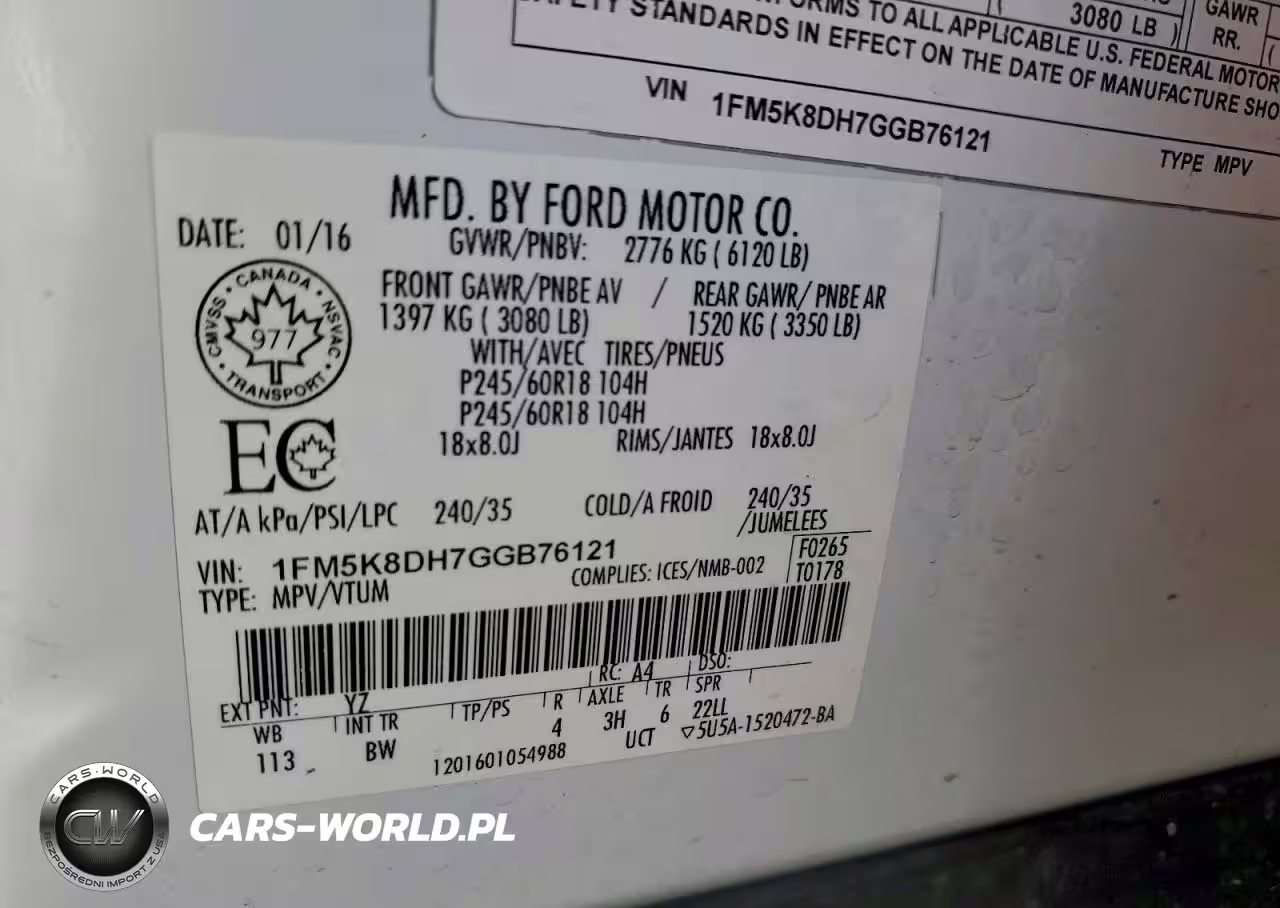 3080 LB )
GAWR
RR.
(
SAFETY STANDARDS IN EFFECT ON THE DATE OF MANUFACTURE SHO
TO ALL APPLICABLE U.S. FEDERAL MOTOR
VIN 1FM5K8DH7GGB76121
TYPE MPV
MFD. BY FORD MOTOR CO.
DATE: 01/16
GVWR/PNBV: 2776 KG ( 6120 LB)
FRONT GAWR/PNBE AV / REAR GAWR/ PNBE AR
1397 KG ( 3080 LB) 1520 KG ( 3350 LB)
WITH/AVEC TIRES/PNEUS
P245/60R18 104H
P245/60R18 104H
18x8.0J RIMS/JANTES 18x8.0J
CANADA · NSVAC · TRANSPORT · CMVSS
977
EC
AT/A kPa/PSI/LPC 240/35 COLD/A FROID 240/35
/JUMELEES
VIN: 1FM5K8DH7GGB76121
F0265
TYPE: MPV/VTUM COMPLIES: ICES/NMB-002 T0178
RC: A4 DSO:
EXT PNT: YZ
WB INT TR TP/PS R AXLE TR SPR
113 BW 4 3H 6 22LL
1201601054988 UCT ▽5U5A-1520472-BA
CARS-WORLD
CW
BEZPOŚREDNI IMPORT Z USA
CARS-WORLD.PL